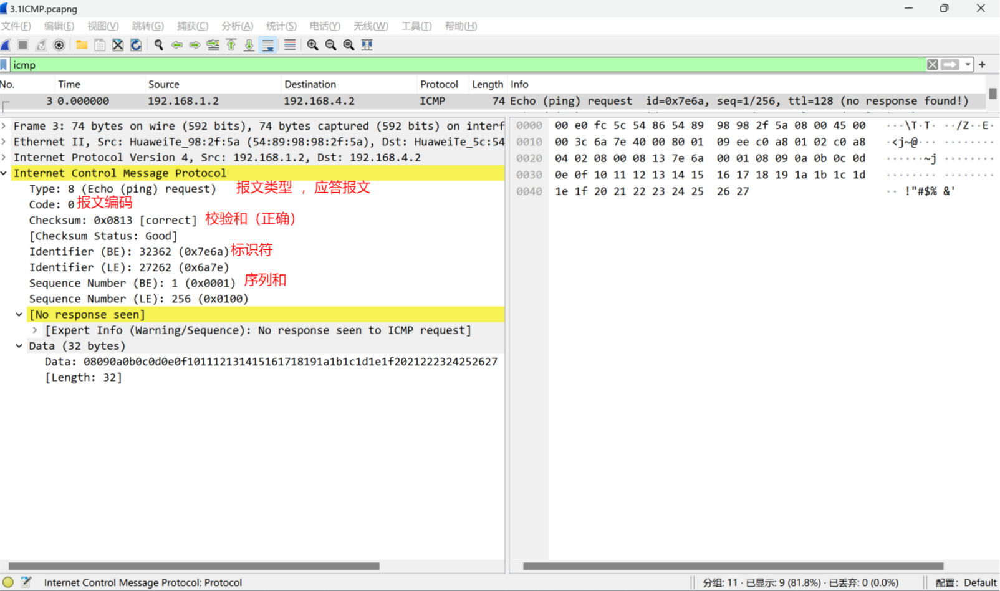 3.1ICMP.pcapng
文件(F) 编辑(E) 视图(V) 跳转(G) 捕获(C) 分析(A) 统计(S) 电话(Y) 无线(W) 工具(T) 帮助(H)
icmp
No. Time Source Destination Protocol Length Info
3 0.000000 192.168.1.2 192.168.4.2 ICMP 74 Echo (ping) request id=0x7e6a, seq=1/256, ttl=128 (no response found!)
Frame 3: 74 bytes on wire (592 bits), 74 bytes captured (592 bits) on interf
Ethernet II, Src: HuaweiTe_98:2f:5a (54:89:98:98:2f:5a), Dst: HuaweiTe_5c:54
Internet Protocol Version 4, Src: 192.168.1.2, Dst: 192.168.4.2
Internet Control Message Protocol
Type: 8 (Echo (ping) request) 报文类型 ，应答报文
Code: 0 报文编码
Checksum: 0x0813 [correct] 校验和（正确）
[Checksum Status: Good]
Identifier (BE): 32362 (0x7e6a) 标识符
Identifier (LE): 27262 (0x6a7e)
Sequence Number (BE): 1 (0x0001) 序列和
Sequence Number (LE): 256 (0x0100)
[No response seen]
[Expert Info (Warning/Sequence): No response seen to ICMP request]
Data (32 bytes)
Data: 08090a0b0c0d0e0f101112131415161718191a1b1c1d1e1f2021222324252627
[Length: 32]
0000 00 e0 fc 5c 54 86 54 89 98 98 2f 5a 08 00 45 00 ···\T·T· ··/Z··E·
0010 00 3c 6a 7e 40 00 80 01 09 ee c0 a8 01 02 c0 a8 ·<j~@··· ········
0020 04 02 08 00 08 13 7e 6a 00 01 08 09 0a 0b 0c 0d ······~j ········
0030 0e 0f 10 11 12 13 14 15 16 17 18 19 1a 1b 1c 1d ········ ········
0040 1e 1f 20 21 22 23 24 25 26 27 ·· !"#$% &'
Internet Control Message Protocol: Protocol
分组: 11 · 已显示: 9 (81.8%) · 已丢弃: 0 (0.0%)
配置: Default